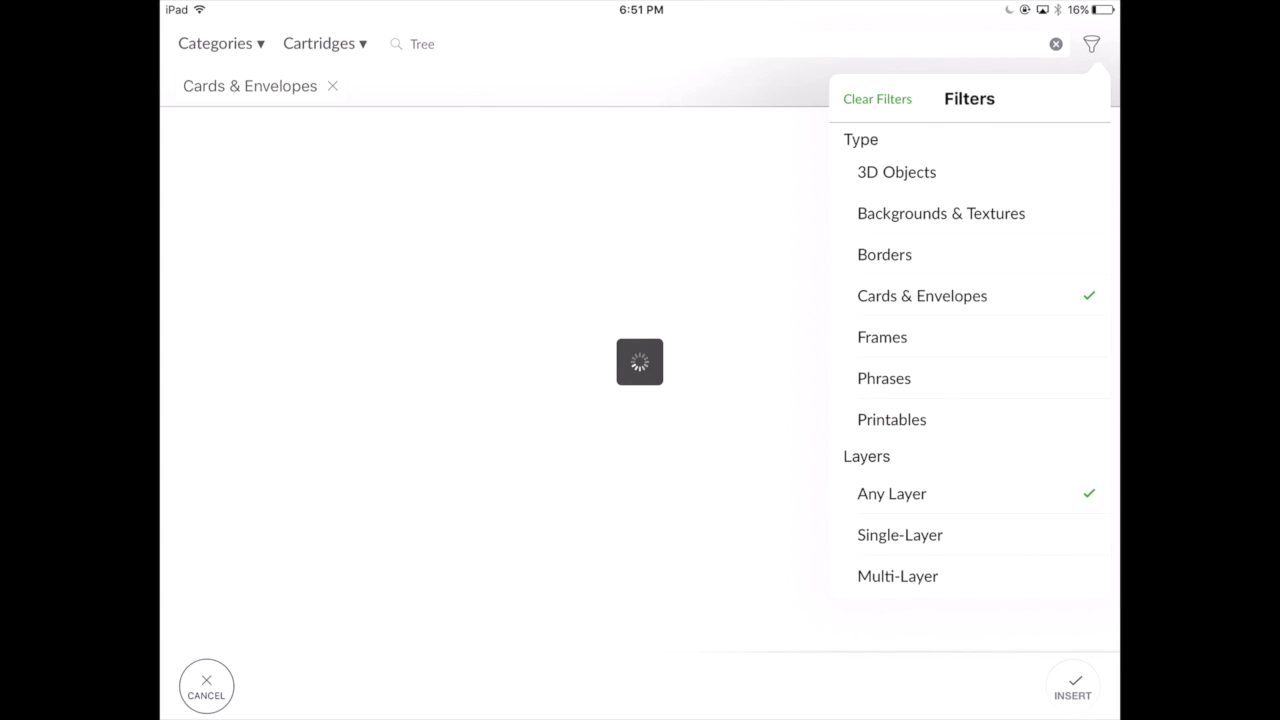 iPad 6:51 PM 16%
Categories ▾ Cartridges ▾ Tree
Cards & Envelopes ×
Clear Filters Filters
Type
3D Objects
Backgrounds & Textures
Borders
Cards & Envelopes
Frames
Phrases
Printables
Layers
Any Layer
Single-Layer
Multi-Layer
CANCEL INSERT